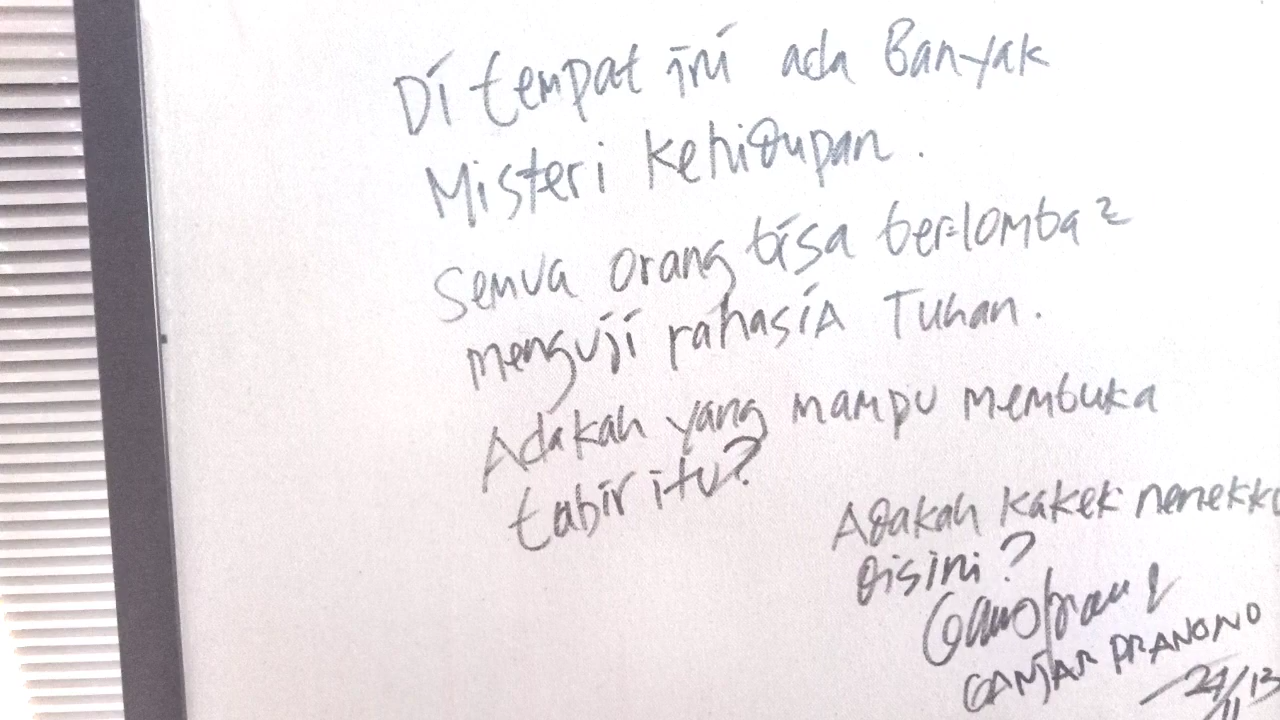 Di tempat ini ada Banyak
Misteri kehidupan.
Semua orang bisa berlomba²
menguji rahasia Tuhan.
Adakah yang mampu membuka
tabir itu?
Adakah kakek nenekku
disini?
GANJAR PRANOWO
24/11 13